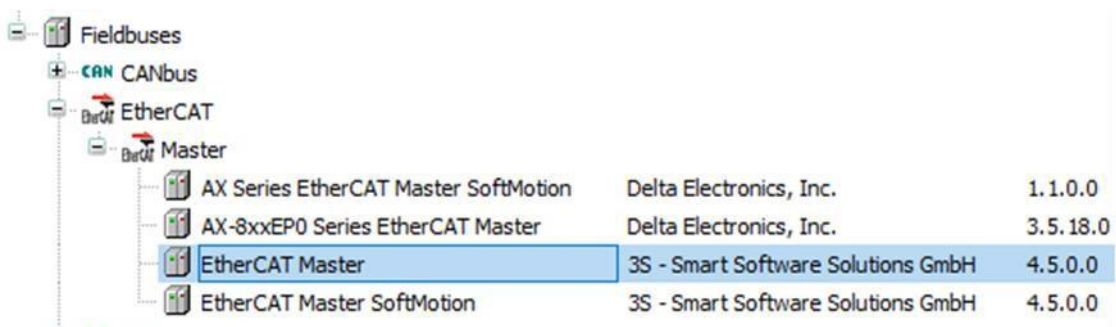 Fieldbuses
CAN CANbus
EtherCAT EtherCAT
EtherCAT Master
AX Series EtherCAT Master SoftMotion Delta Electronics, Inc. 1.1.0.0
AX-8xxEP0 Series EtherCAT Master Delta Electronics, Inc. 3.5.18.0
EtherCAT Master 3S - Smart Software Solutions GmbH 4.5.0.0
EtherCAT Master SoftMotion 3S - Smart Software Solutions GmbH 4.5.0.0